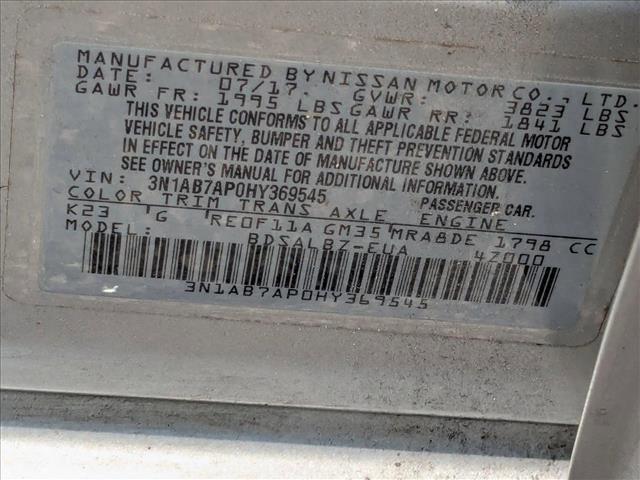 MANUFACTURED BY NISSAN MOTOR CO., LTD.
DATE: 07/17 GVWR: 3823 LBS
GAWR FR: 1995 LBS GAWR RR: 1841 LBS
THIS VEHICLE CONFORMS TO ALL APPLICABLE FEDERAL MOTOR
VEHICLE SAFETY, BUMPER AND THEFT PREVENTION STANDARDS
IN EFFECT ON THE DATE OF MANUFACTURE SHOWN ABOVE.
SEE OWNER'S MANUAL FOR ADDITIONAL INFORMATION.
VIN: 3N1AB7AP0HY369545 PASSENGER CAR.
COLOR TRIM TRANS AXLE ENGINE
K23 'G 'RE0F11A GM35'MRA8DE 1798 CC
MODEL: BDSALBZ-EUA 47000
3N1AB7AP0HY369545